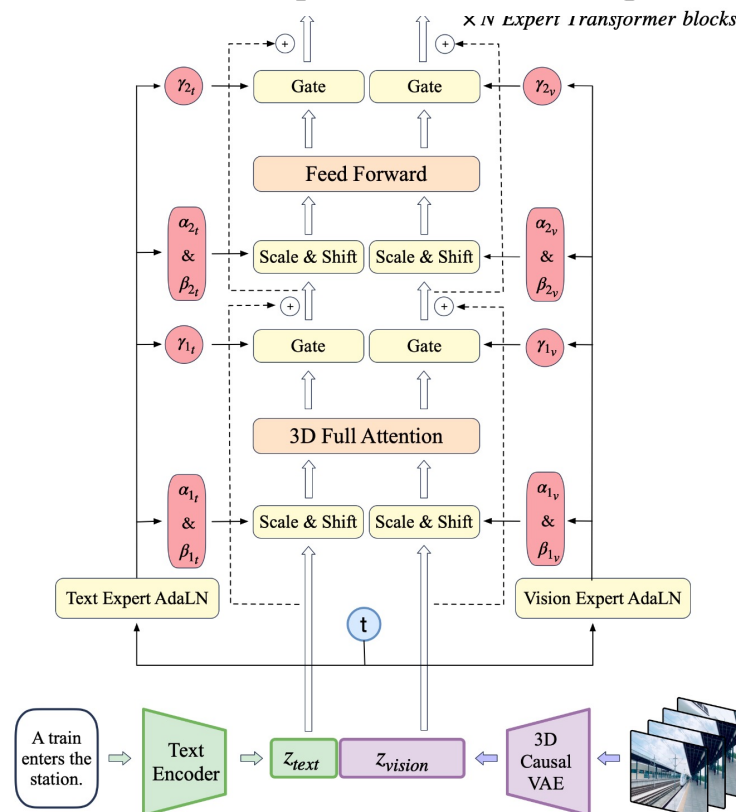 × N Expert Transformer blocks
+ +
γ2t Gate Gate γ2v
Feed Forward
α2t & β2t Scale & Shift Scale & Shift α2v & β2v
+ +
γ1t Gate Gate γ1v
3D Full Attention
α1t & β1t Scale & Shift Scale & Shift α1v & β1v
Text Expert AdaLN Vision Expert AdaLN
t
A train
enters the
station.
Text
Encoder
ztext zvision
3D
Causal
VAE